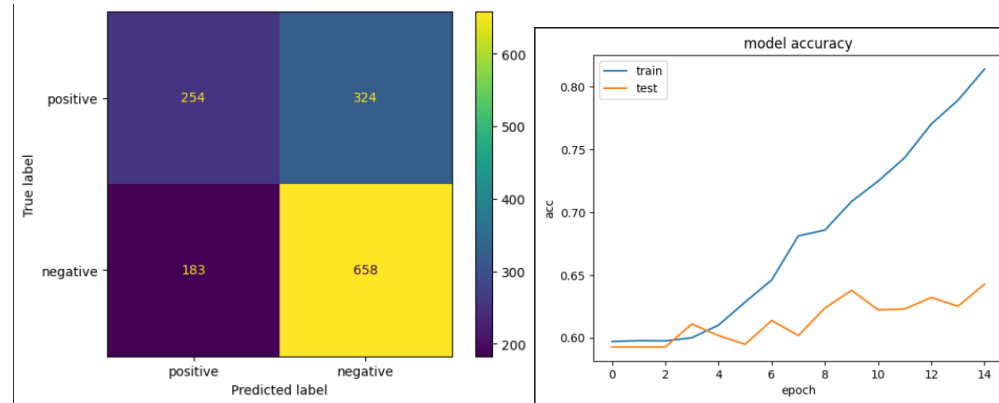 positive
254
324
True label
negative
183
658
positive
negative
Predicted label
600
500
400
300
200
model accuracy
train
test
acc
0.80
0.75
0.70
0.65
0.60
0 2 4 6 8 10 12 14
epoch